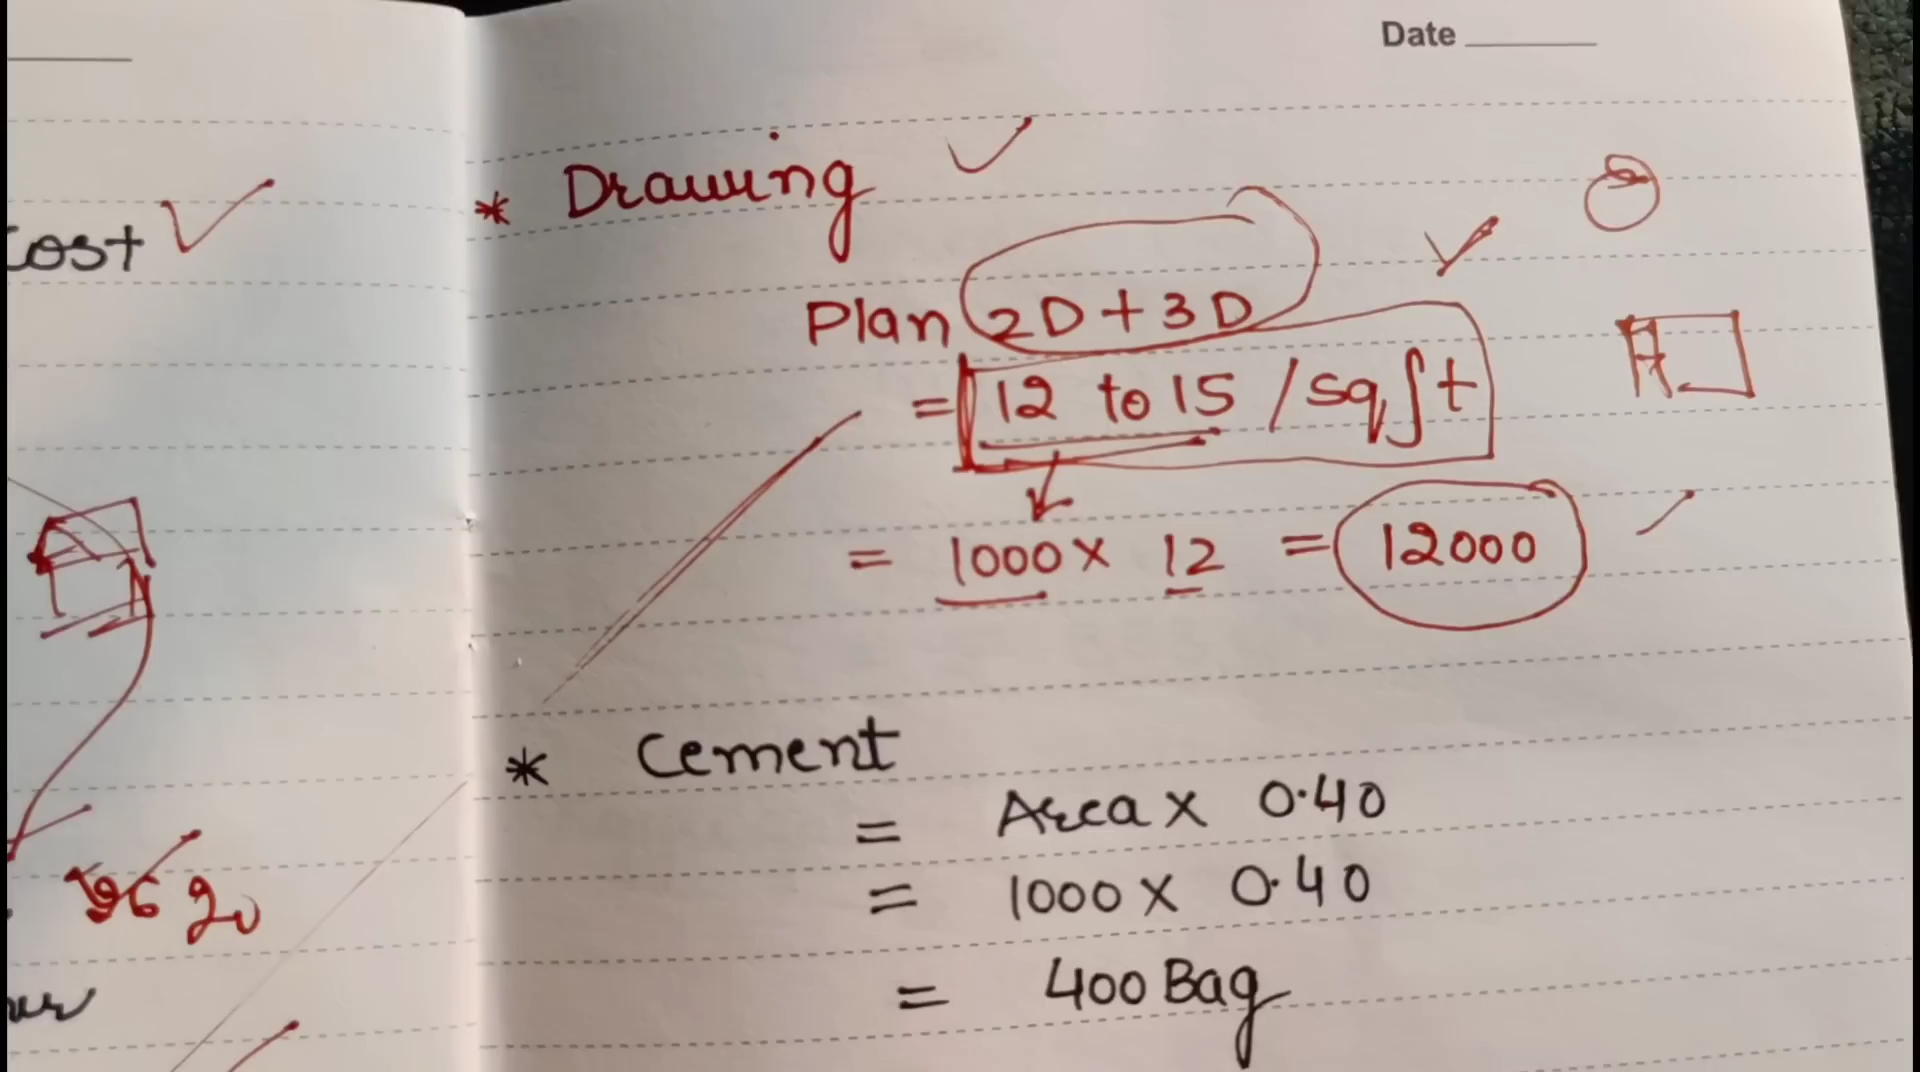 Date
Cost
* Drawing
Plan 2D + 3D
= 12 to 15 / sqft
= 1000 x 12 = 12000
* Cement
= Area x 0.40
= 1000 x 0.40
= 400 Bag